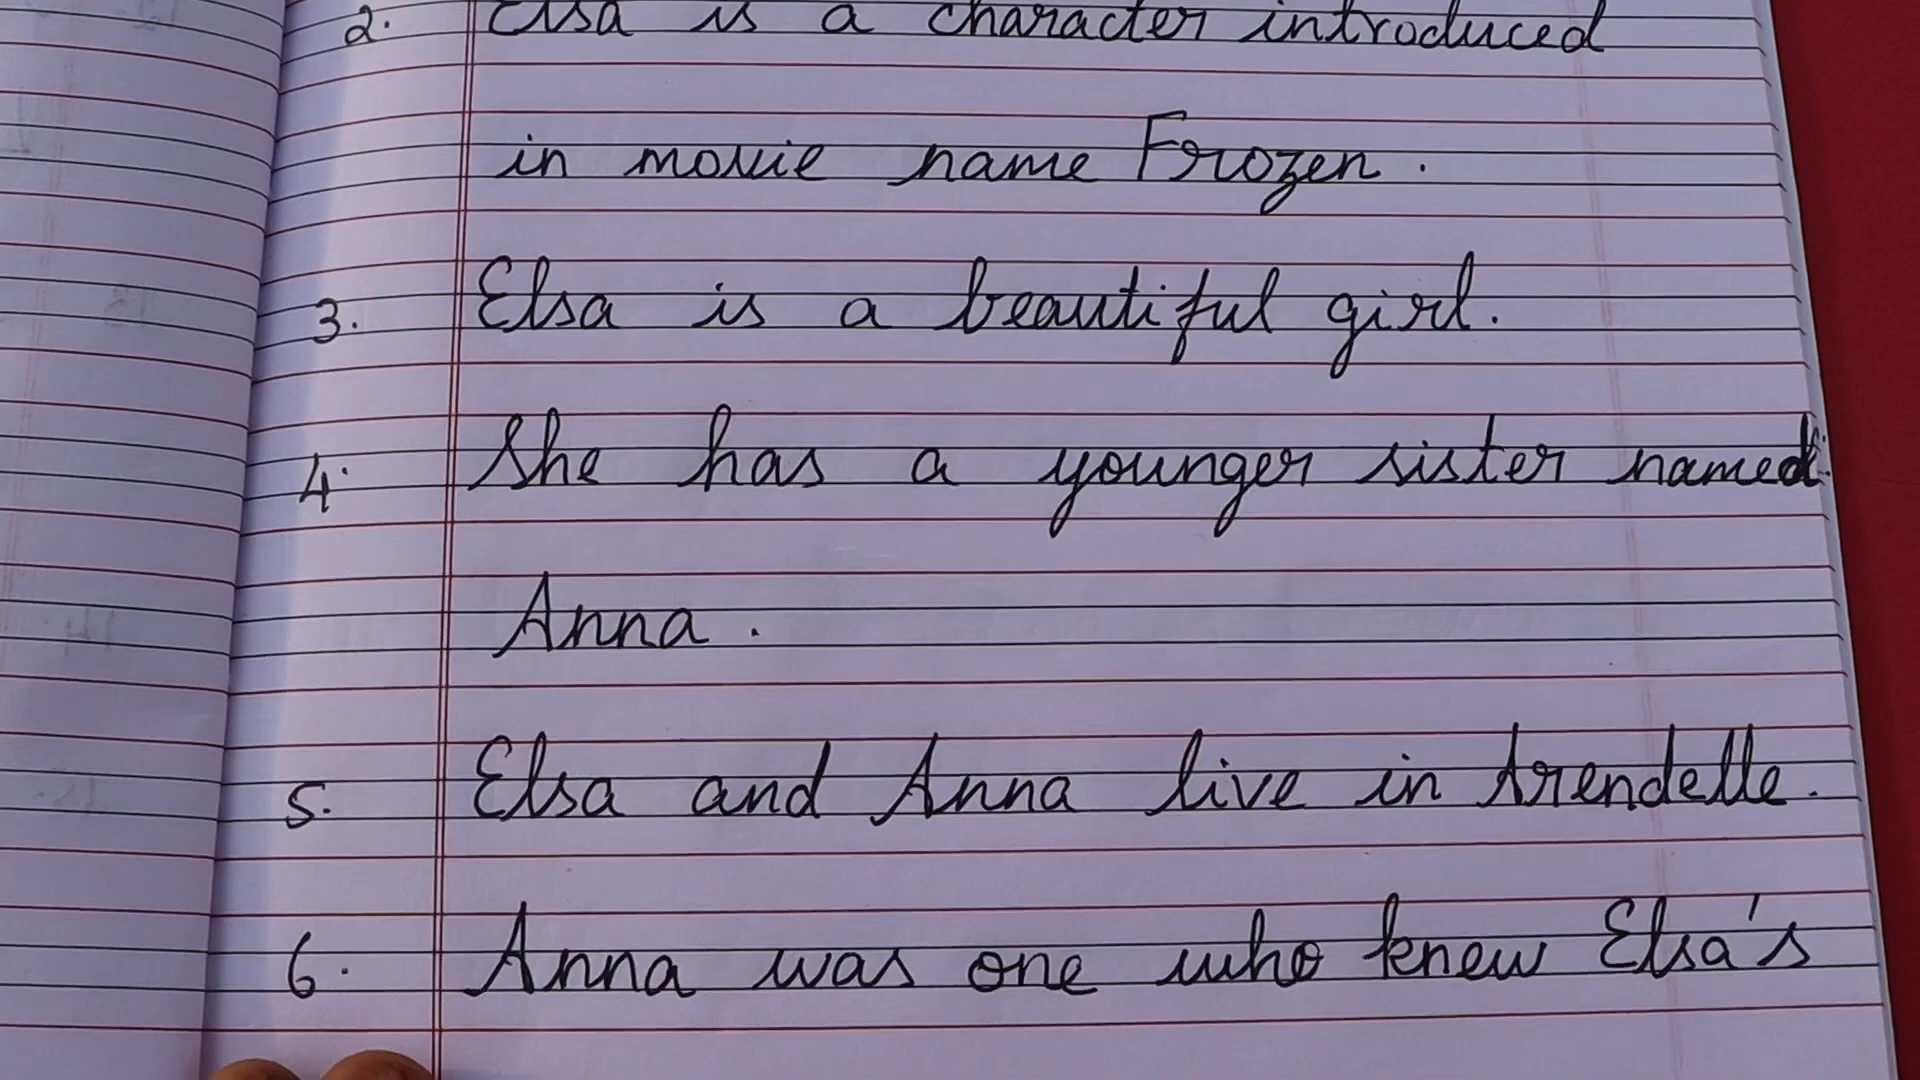 2. Elsa is a character introduced
in movie name Frozen.
3. Elsa is a beautiful girl.
4. She has a younger sister named
Anna.
5. Elsa and Anna live in Arendelle.
6. Anna was one who knew Elsa's